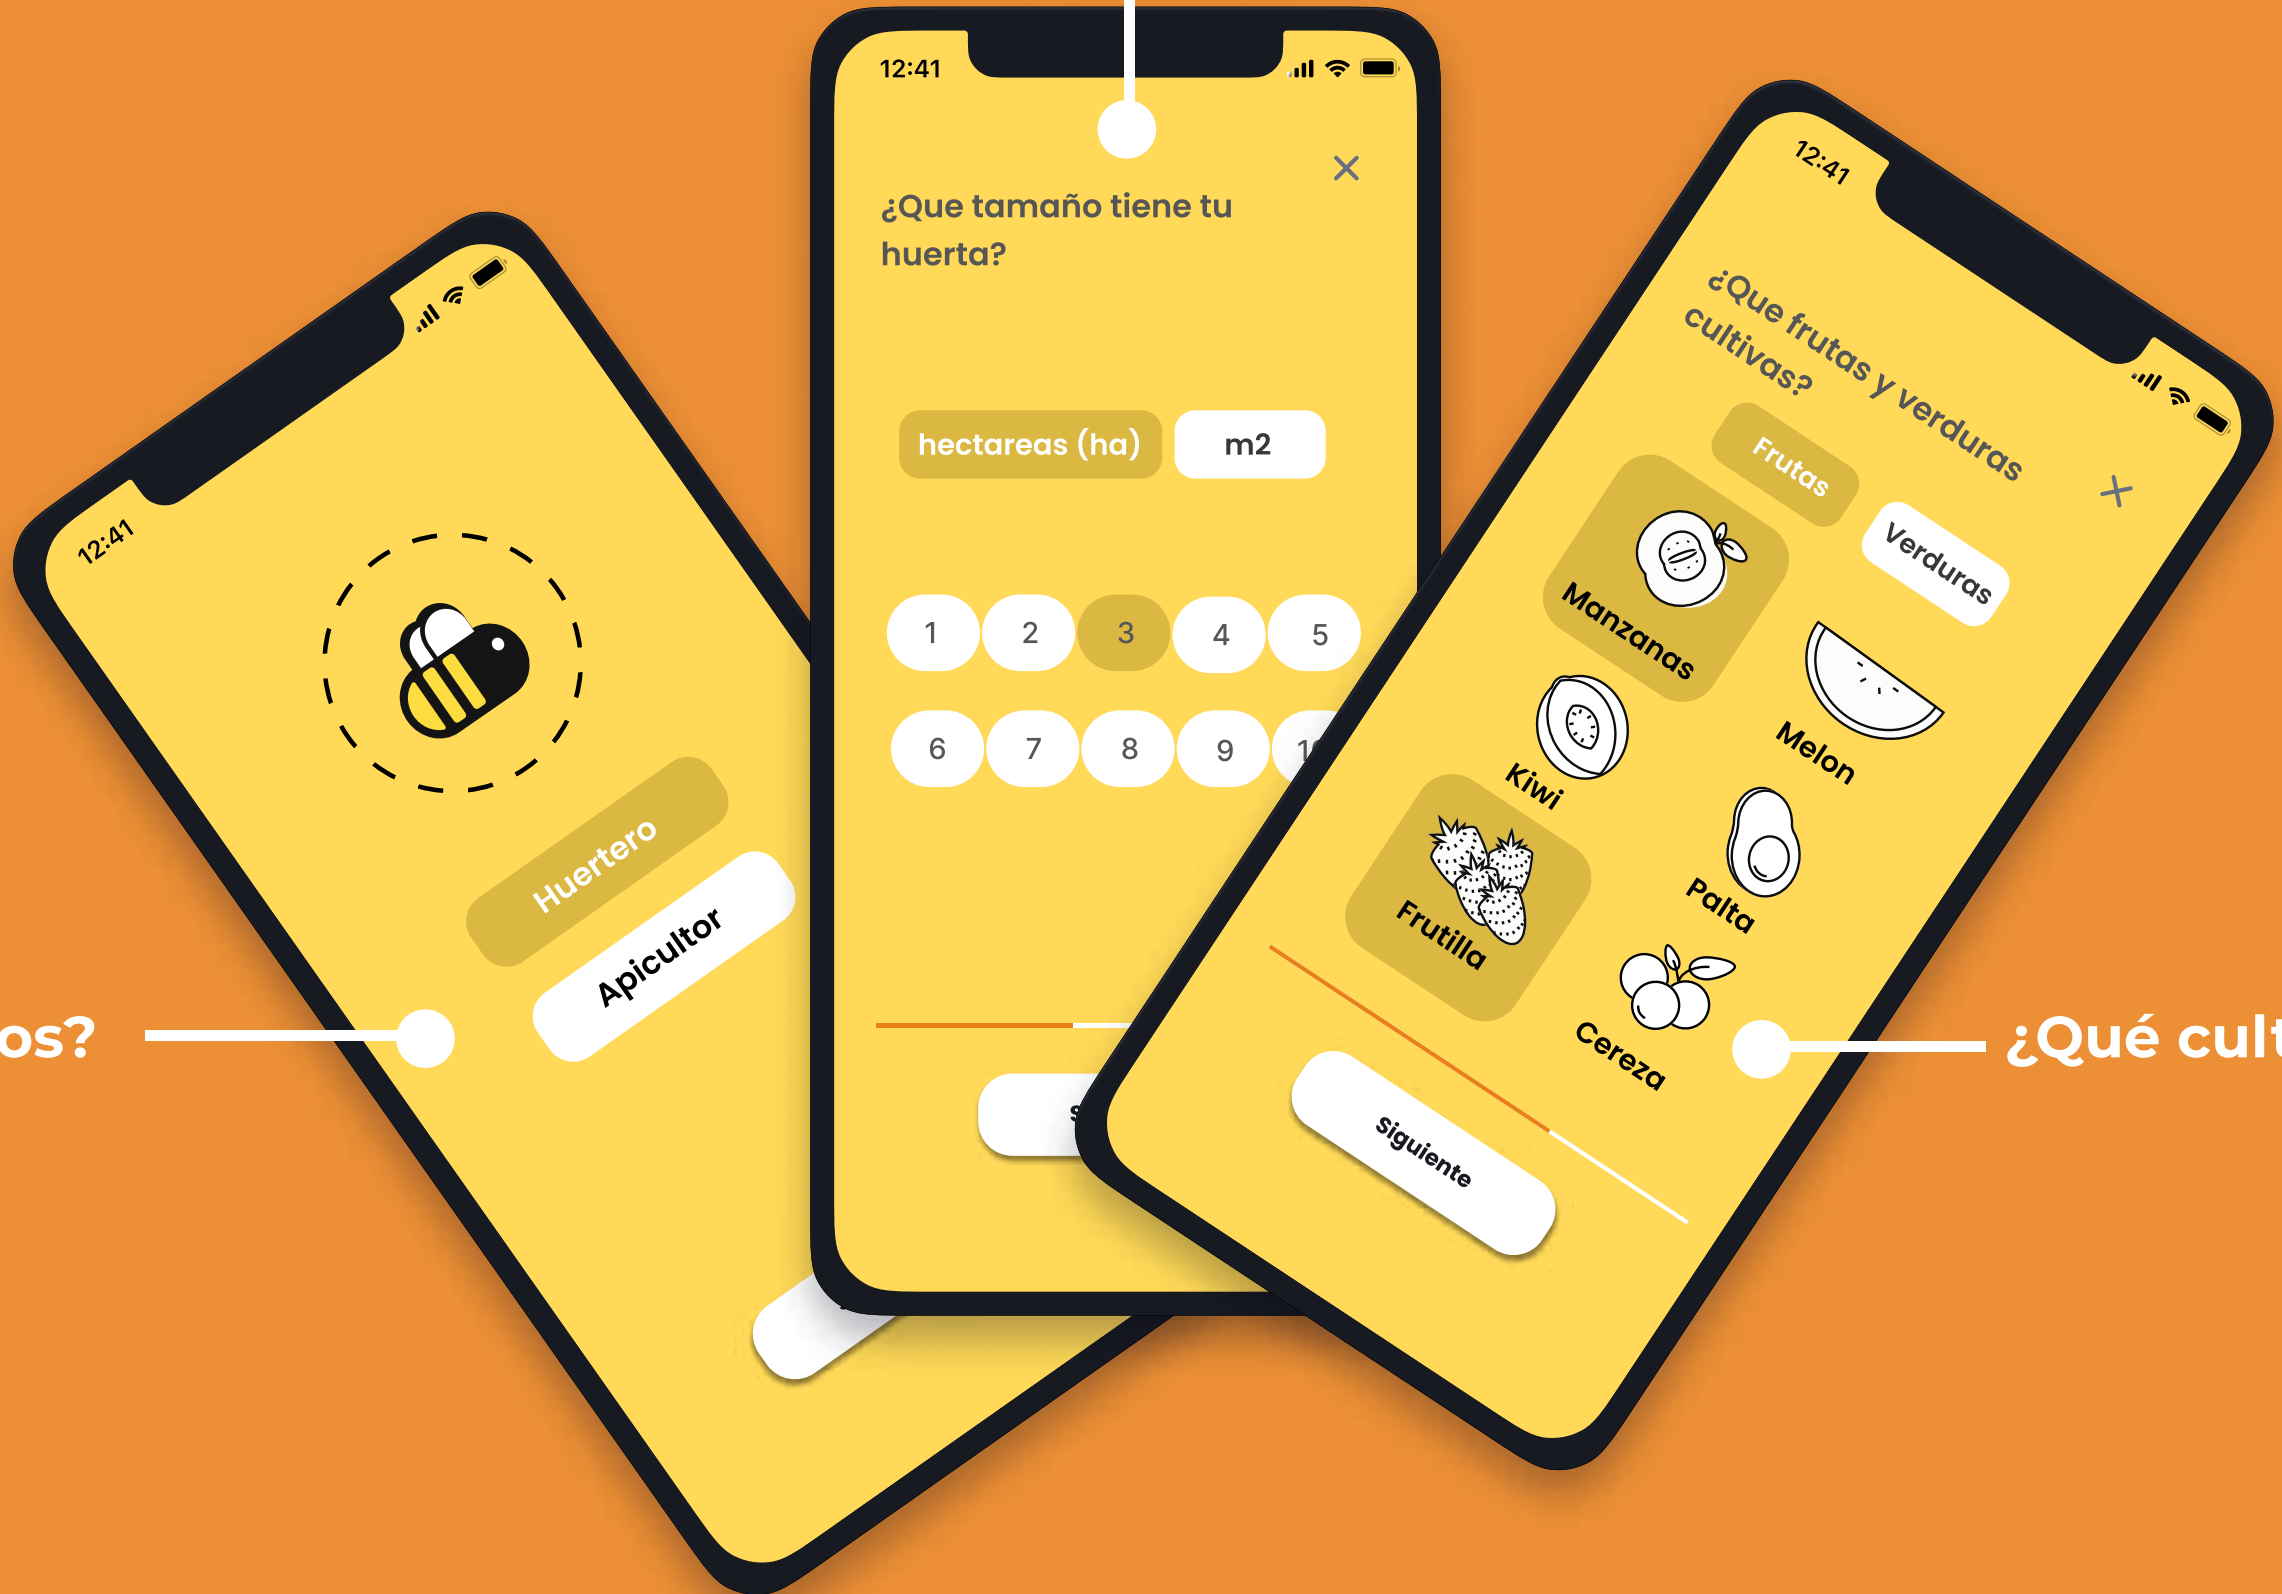 12:41
Huertero
Apicultor
os?
12:41
¿Que tamaño tiene tu
huerta?
hectareas (ha)
m2
1 2 3 4 5
6 7 8 9
12:41
¿Que frutas y verduras
cultivas?
Frutas
Verduras
Manzanas
Melon
Kiwi
Palta
Frutilla
Cereza
siguiente
¿Qué cult